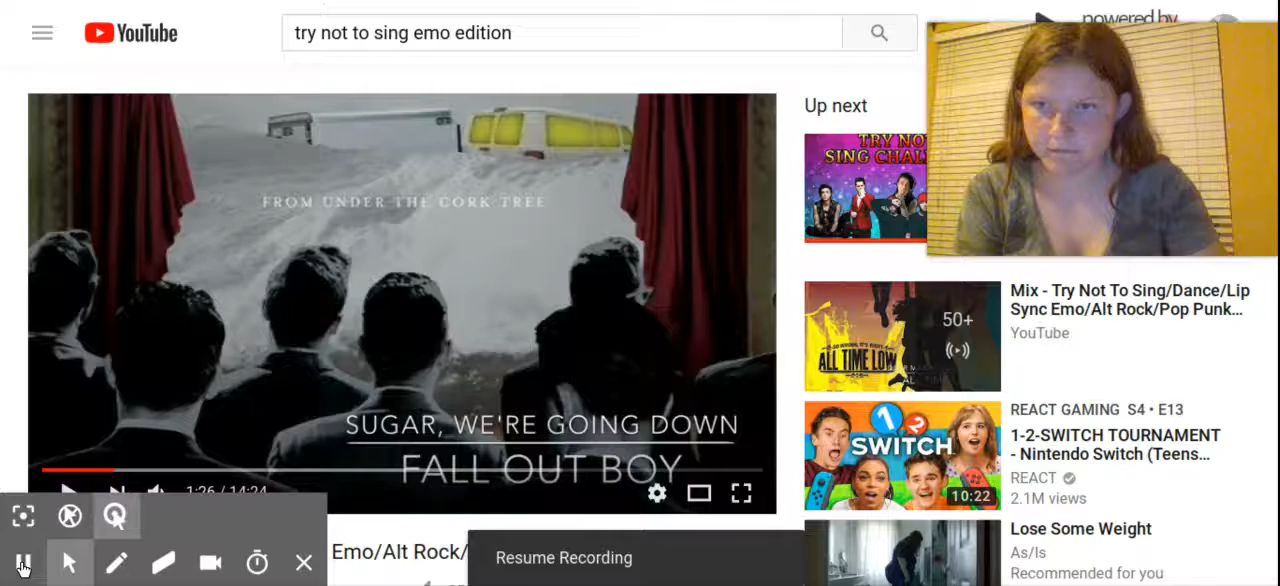 YouTube
try not to sing emo edition
powered by
FROM UNDER THE CORK TREE
SUGAR, WE'RE GOING DOWN
FALL OUT BOY
1:26 / 14:24
Emo/Alt Rock/
Resume Recording
Up next
TRY NO
SING CHAL
50+
ALL TIME LOW
Mix - Try Not To Sing/Dance/Lip
Sync Emo/Alt Rock/Pop Punk...
YouTube
1 2
SWITCH
10:22
REACT GAMING S4 • E13
1-2-SWITCH TOURNAMENT
- Nintendo Switch (Teens...
REACT
2.1M views
Lose Some Weight
As/Is
Recommended for you